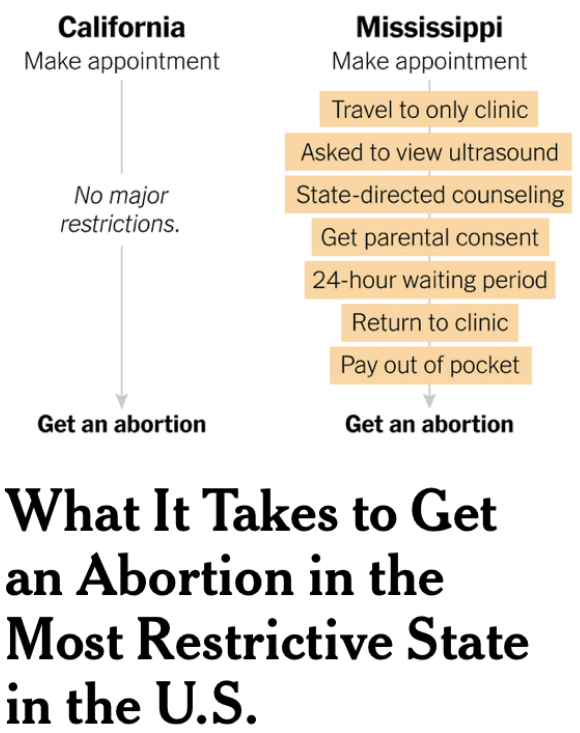 California
Make appointment
No major
restrictions.
Get an abortion
Mississippi
Make appointment
Travel to only clinic
Asked to view ultrasound
State-directed counseling
Get parental consent
24-hour waiting period
Return to clinic
Pay out of pocket
Get an abortion
What It Takes to Get
an Abortion in the
Most Restrictive State
in the U.S.